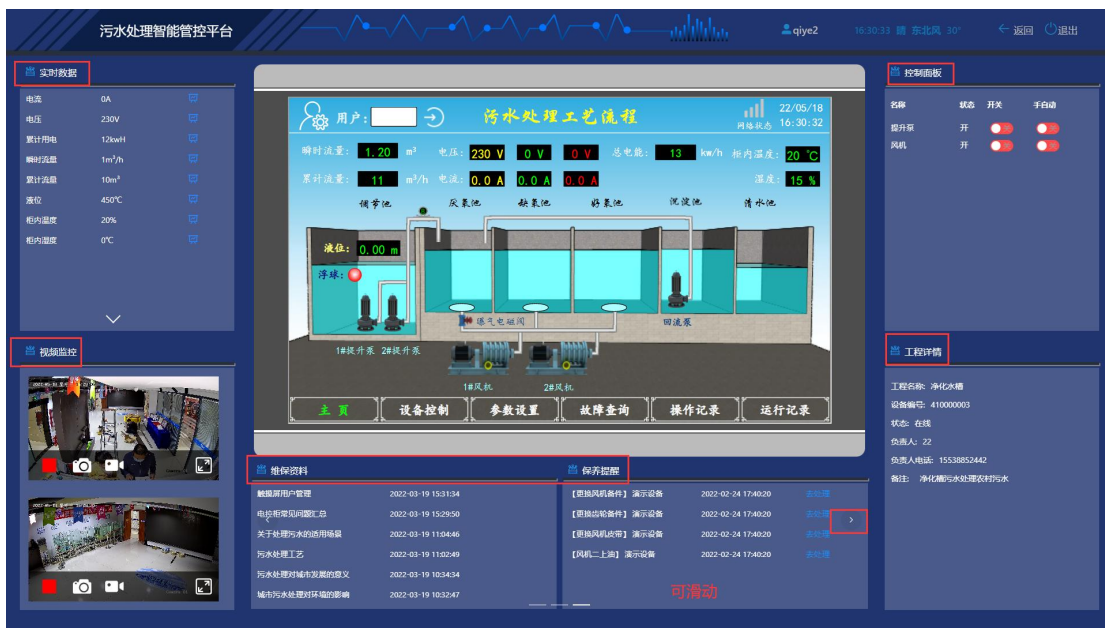 污水处理智能管控平台
qiye2
16:30:33 晴 东北风 30°
返回
退出
实时数据
电流 0A
电压 230V
累计用电 12kwH
瞬时流量 1m³/h
累计流量 10m³
液位 450℃
柜内湿度 20%
柜内温度 0℃
视频监控
用户:
污水处理工艺流程
网络状态
22/05/18
16:30:32
瞬时流量: 1.20 m³ 电压: 230 V 0 V 0 V 总电能: 13 kw/h 柜内温度: 20 ℃
累计流量: 11 m³/h 电流: 0.0 A 0.0 A 0.0 A 湿度: 15 %
调节池 厌氧池 缺氧池 好氧池 沉淀池 清水池
液位: 0.00 m
浮球:
曝气电磁阀
回流泵
1#提升泵 2#提升泵
1#风机 2#风机
主页 设备控制 参数设置 故障查询 操作记录 运行记录
维保资料
触摸屏用户管理 2022-03-19 15:31:34
电控柜常见问题汇总 2022-03-19 15:29:50
关于处理污水的适用场景 2022-03-19 11:04:46
污水处理工艺 2022-03-19 11:02:49
污水处理对城市发展的意义 2022-03-19 10:34:34
城市污水处理对环境的影响 2022-03-19 10:32:47
保养提醒
【更换风机备件】演示设备 2022-02-24 17:40:20 去处理
【更换齿轮备件】演示设备 2022-02-24 17:40:20 去处理
【更换风机皮带】演示设备 2022-02-24 17:40:20 去处理
【风机二上油】演示设备 2022-02-24 17:40:20 去处理
可滑动
控制面板
名称 状态 开关 手自动
提升泵 开
风机 开
工程详情
工程名称: 净化水槽
设备编号: 410000003
状态: 在线
负责人: 22
负责人电话: 15538852442
备注: 净化槽污水处理农村污水